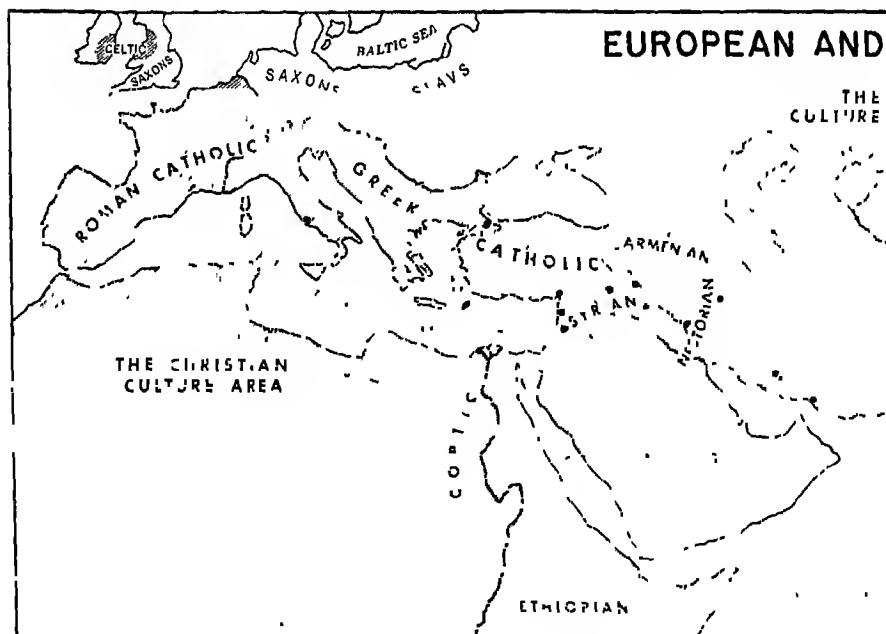 EUROPEAN AND
CELTIC
SAXONS
BALTIC SEA
SAXONS
SLAVS
THE
CULTURE
ROMAN CATHOLIC
GREEK
CATHOLIC
ARMENIAN
SYRIAN
NESTORIAN
THE CHRISTIAN
CULTURE AREA
COPTIC
ETHIOPIAN